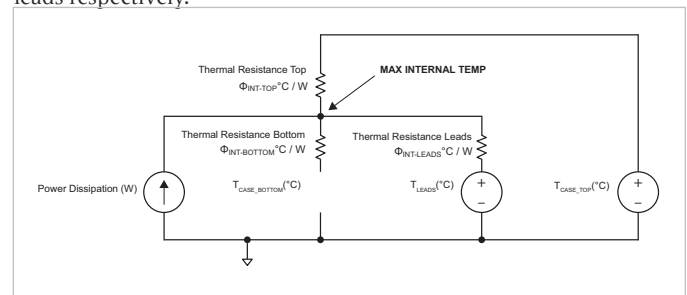 leads respectively.
Thermal Resistance Top
MAX INTERNAL TEMP
ΦINT-TOP°C / W
Thermal Resistance Bottom
Thermal Resistance Leads
ΦINT-BOTTOM°C / W
ΦINT-LEADS°C / W
Power Dissipation (W)
TCASE_BOTTOM(°C)
TLEADS(°C)
+
–
TCASE_TOP(°C)
+
–